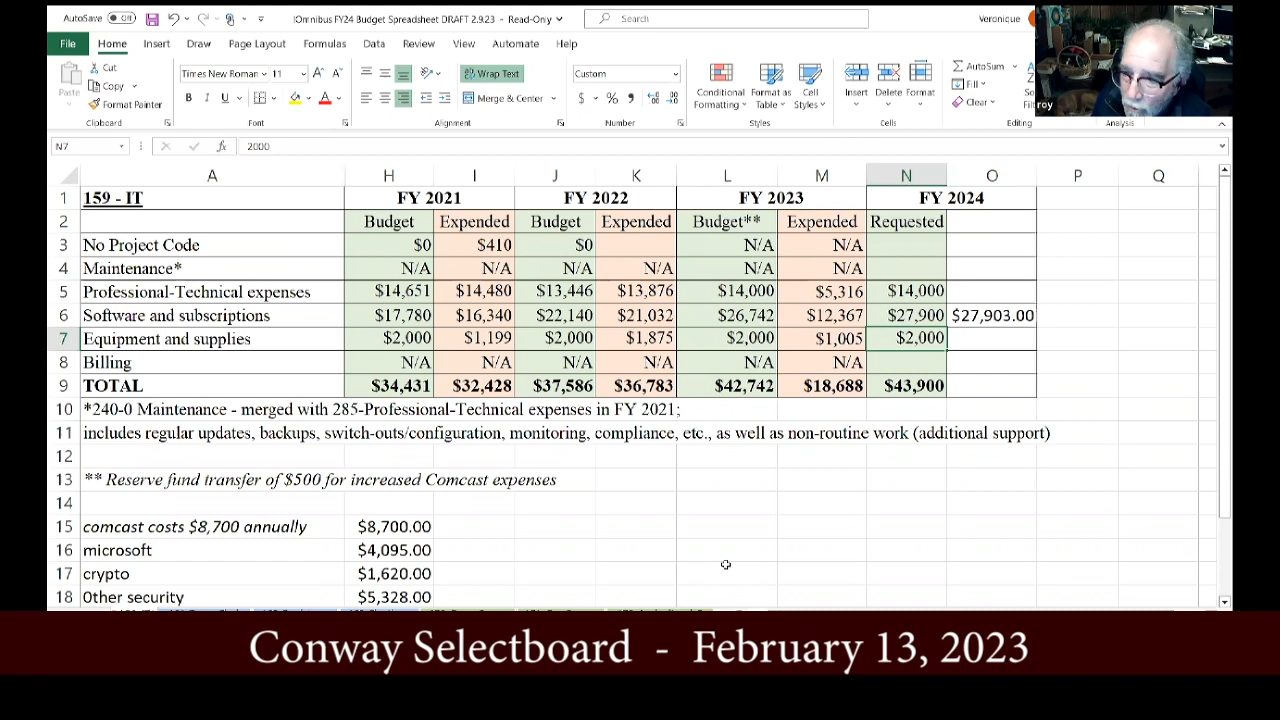 AutoSave Off !Omnibus FY24 Budget Spreadsheet DRAFT 2.9.23 - Read-Only Search Veronique
File Home Insert Draw Page Layout Formulas Data Review View Automate Help
Paste Cut Copy Format Painter Times New Roman 11 B I U A Wrap Text Merge & Center Custom $ % Conditional Formatting Format as Table Cell Styles Insert Delete Format AutoSum Fill Clear
roy
Clipboard Font Alignment Number Styles Cells Editing Analysis
N7 fx 2000
A H I J K L M N O P Q
1 159 - IT FY 2021 FY 2022 FY 2023 FY 2024
2 Budget Expended Budget Expended Budget** Expended Requested
3 No Project Code $0 $410 $0 N/A N/A
4 Maintenance* N/A N/A N/A N/A N/A N/A
5 Professional-Technical expenses $14,651 $14,480 $13,446 $13,876 $14,000 $5,316 $14,000
6 Software and subscriptions $17,780 $16,340 $22,140 $21,032 $26,742 $12,367 $27,900 $27,903.00
7 Equipment and supplies $2,000 $1,199 $2,000 $1,875 $2,000 $1,005 $2,000
8 Billing N/A N/A N/A N/A N/A N/A
9 TOTAL $34,431 $32,428 $37,586 $36,783 $42,742 $18,688 $43,900
10 *240-0 Maintenance - merged with 285-Professional-Technical expenses in FY 2021;
11 includes regular updates, backups, switch-outs/configuration, monitoring, compliance, etc., as well as non-routine work (additional support)
12
13 ** Reserve fund transfer of $500 for increased Comcast expenses
14
15 comcast costs $8,700 annually $8,700.00
16 microsoft $4,095.00
17 crypto $1,620.00
18 0ther security $5,328.00
Conway Selectboard - February 13, 2023